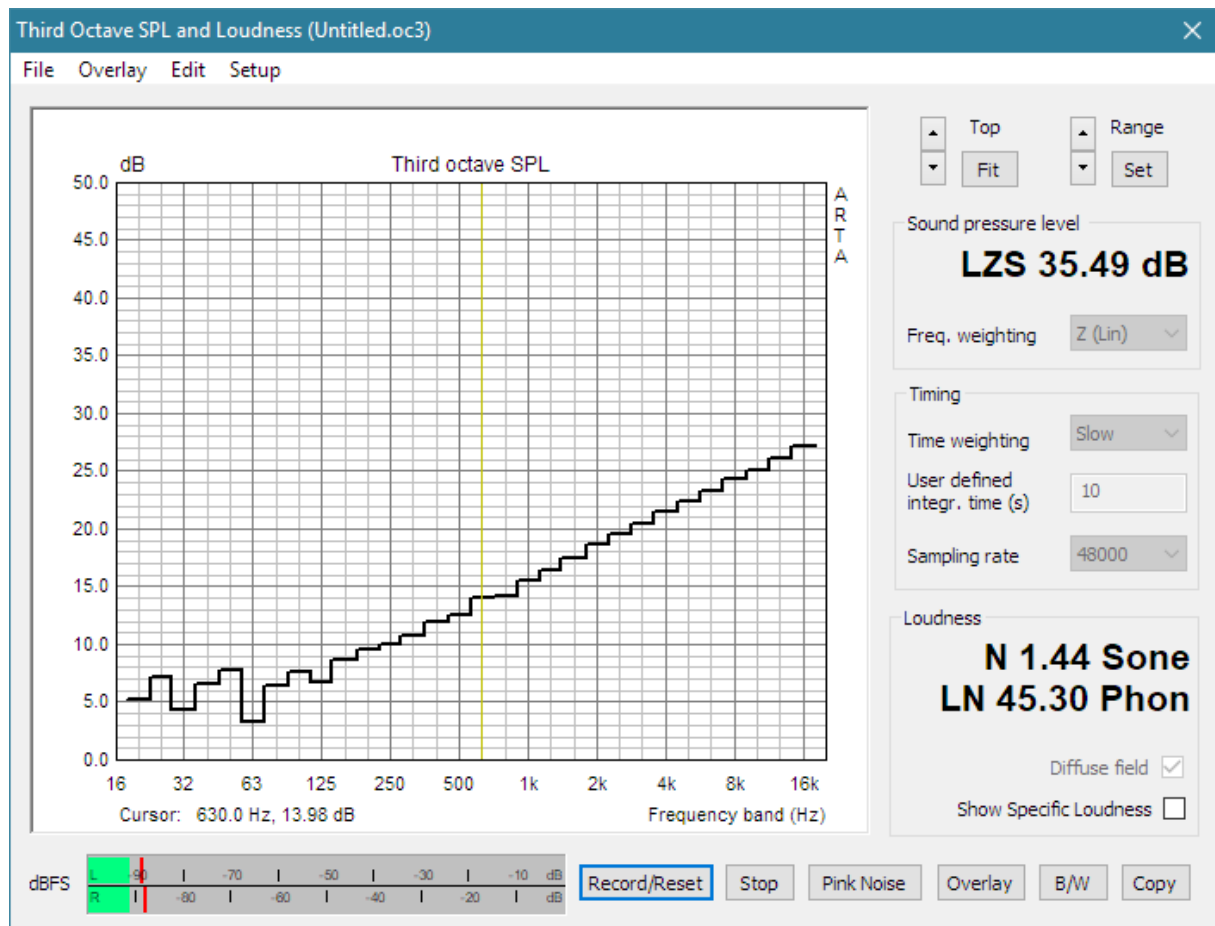 Third Octave SPL and Loudness (Untitled.oc3)
File Overlay Edit Setup
dB Third octave SPL
50.0
45.0
40.0
35.0
30.0
25.0
20.0
15.0
10.0
5.0
0.0
16 32 63 125 250 500 1k 2k 4k 8k 16k
Cursor: 630.0 Hz, 13.98 dB Frequency band (Hz)
A
R
T
A
Top Range
Fit Set
Sound pressure level
LZS 35.49 dB
Freq. weighting Z (Lin)
Timing
Time weighting Slow
User defined
integr. time (s) 10
Sampling rate 48000
Loudness
N 1.44 Sone
LN 45.30 Phon
Diffuse field
Show Specific Loudness
dBFS
L -90 -70 -50 -30 -10 dB
R -80 -60 -40 -20 dB
Record/Reset Stop Pink Noise Overlay B/W Copy